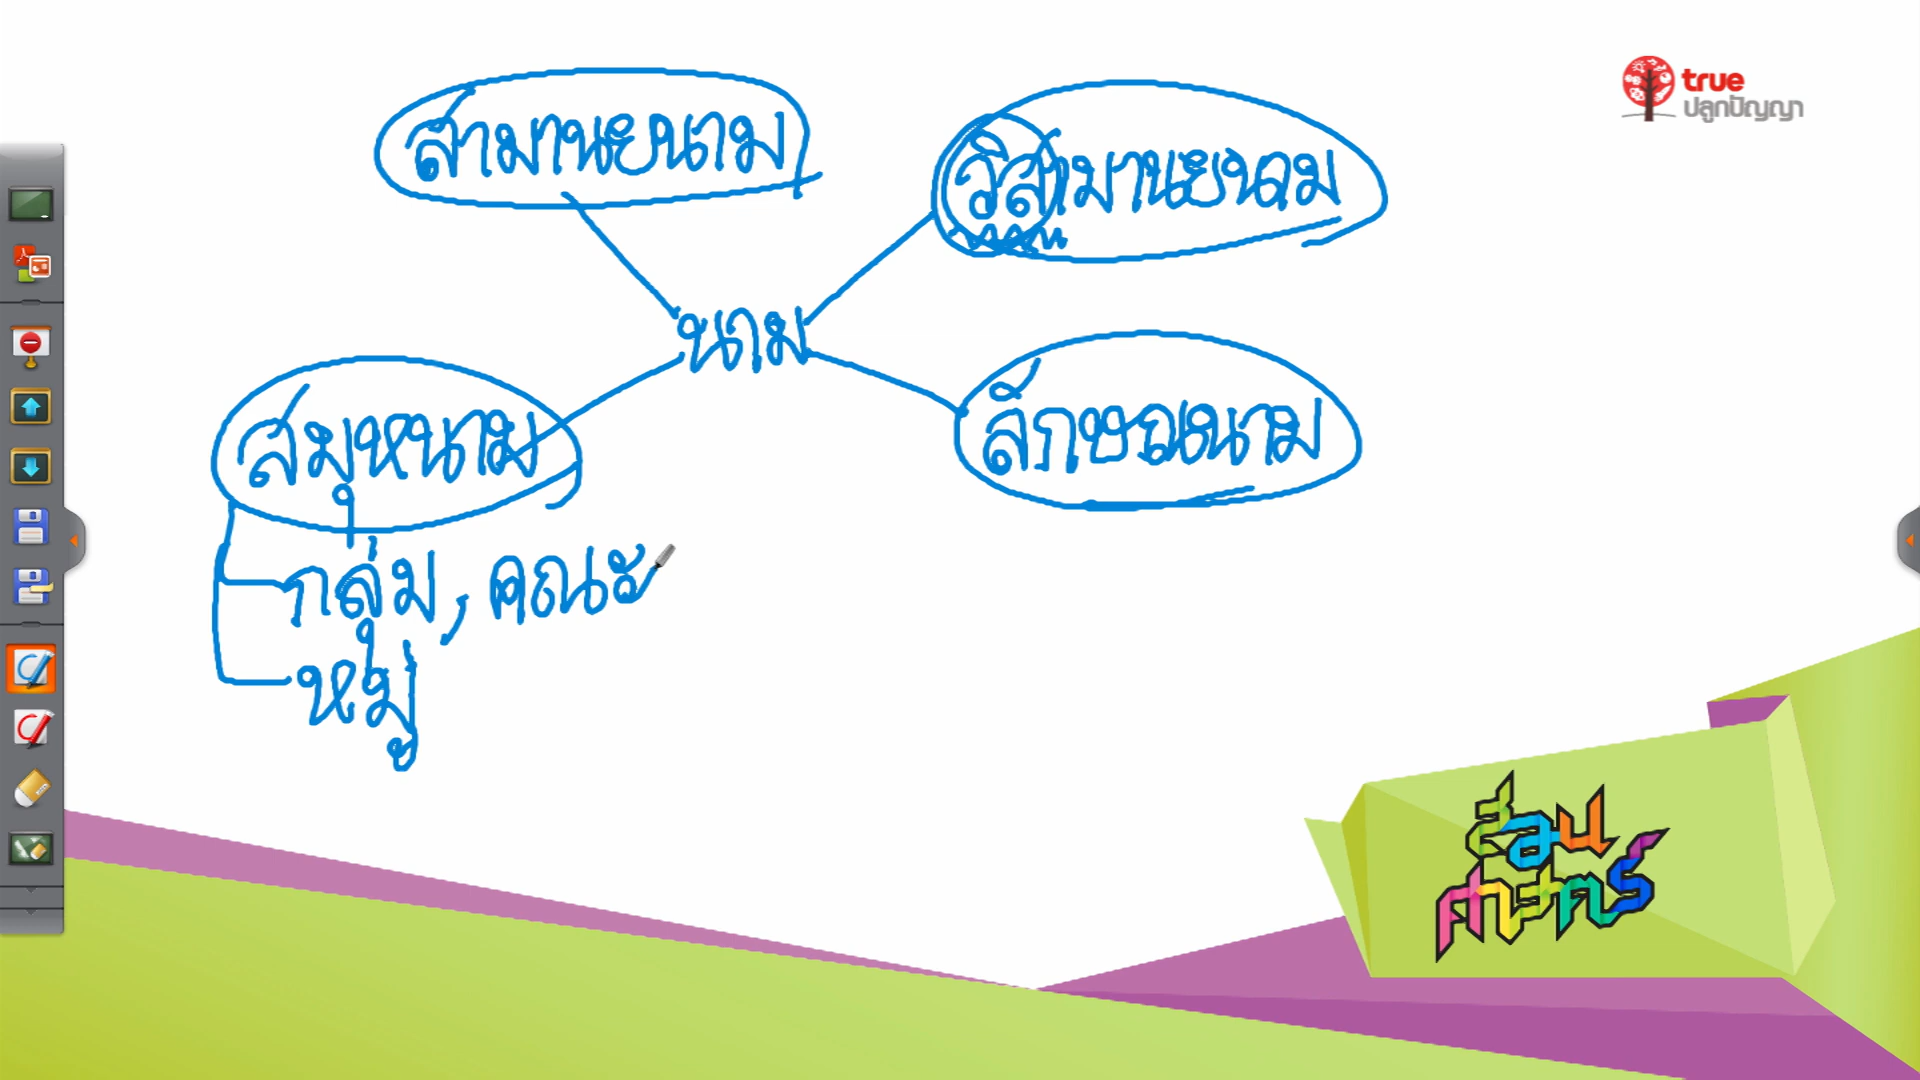 true
ปลูกปัญญา
สามานยนาม
วิสามานยนาม
นาม
สมุหนาม
ลักษณนาม
กลุ่ม, คณะ
หมู่
สอน
ศาสตร์